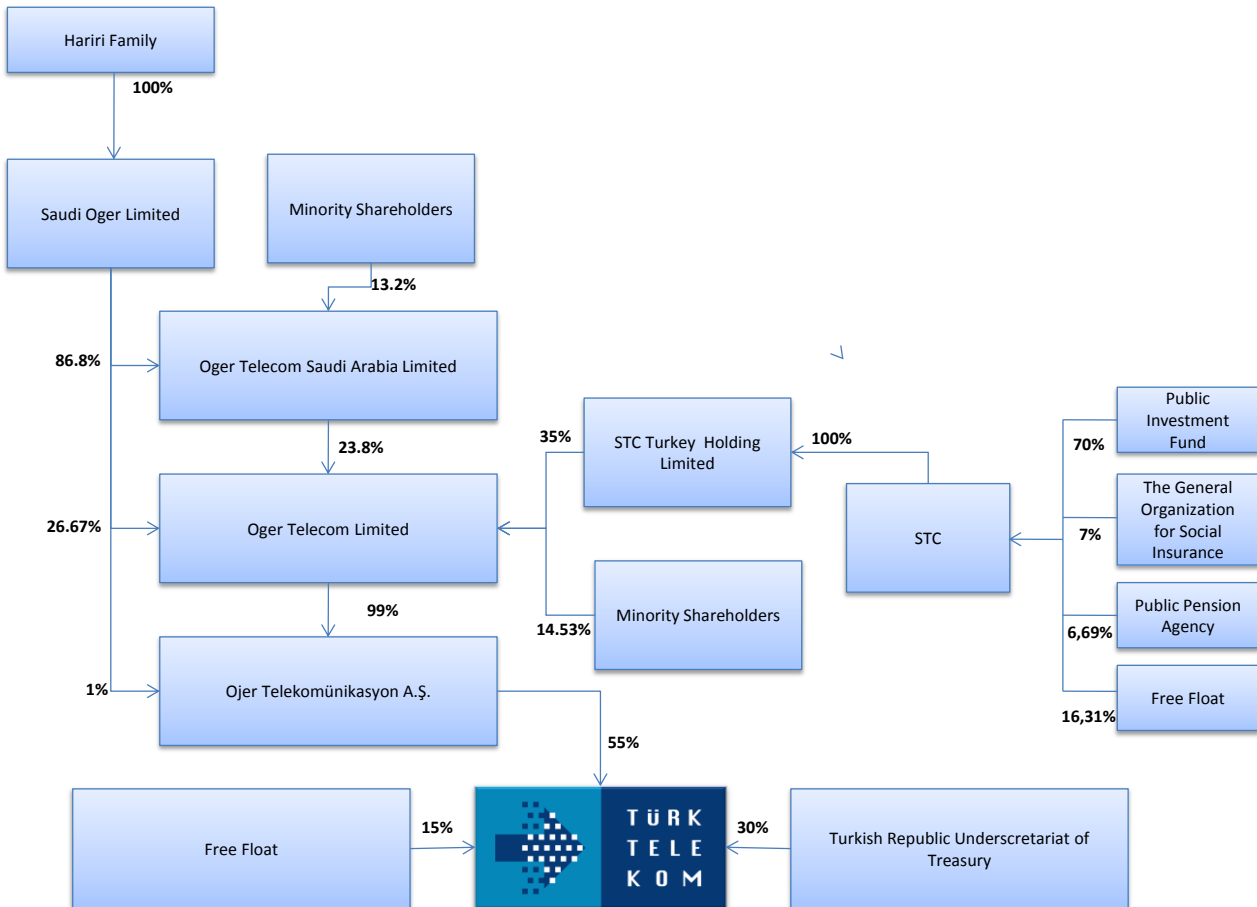 Hariri Family
100%
Saudi Oger Limited
Minority Shareholders
13.2%
86.8%
Oger Telecom Saudi Arabia Limited
23.8%
26.67%
Oger Telecom Limited
35%
STC Turkey Holding
Limited
100%
STC
Public
Investment
Fund
70%
The General
Organization
for Social
Insurance
7%
Public Pension
Agency
6,69%
Free Float
16,31%
14.53%
Minority Shareholders
99%
1%
Ojer Telekomünikasyon A.Ş.
55%
Free Float
15%
TÜRK
TELE
KOM
30%
Turkish Republic Underscretariat of
Treasury